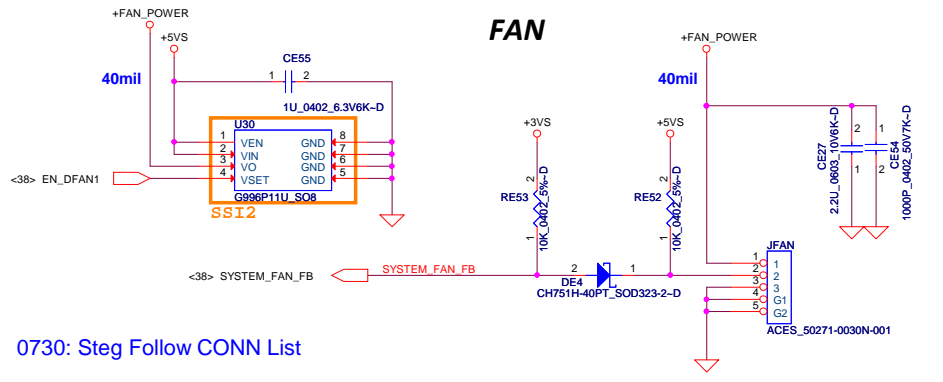 FAN
+FAN_POWER
+5VS
40mil
CE55
1 2
1U_0402_6.3V6K~D
U30
1 VEN GND 8
2 VIN GND 7
3 VO GND 6
4 VSET GND 5
G996P11U_SO8
SSI2
<38> EN_DFAN1
+FAN_POWER
40mil
+3VS
+5VS
2
RE53
1
10K_0402_5%~D
2
RE52
1
10K_0402_5%~D
2
CE27
1
2.2U_0603_10V6K~D
1
CE54
2
1000P_0402_50V7K~D
<38> SYSTEM_FAN_FB
SYSTEM_FAN_FB
2 1
DE4
CH751H-40PT_SOD323-2~D
JFAN
1 1
2 2
3 3
4 G1
5 G2
ACES_50271-0030N-001
0730: Steg Follow CONN List